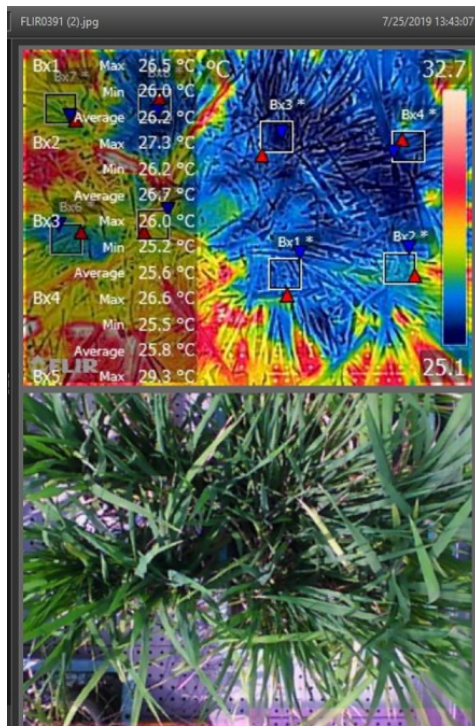 FLIR0391 (2).jpg 7/25/2019 13:43:07
Bx1 Max 26.5 °C °C 32.7
Bx7 *
Min 26.0 °C
Average 26.2 °C Bx3 * Bx4 *
Bx2 Max 27.3 °C
Min 26.2 °C
Average 26.7 °C
Bx6 *
Bx3 Max 26.0 °C
Min 25.2 °C Bx1 * Bx2 *
Average 25.6 °C
Bx4 Max 26.6 °C
Min 25.5 °C
Average 25.8 °C 25.1
FLIR
Bx5 Max 29.3 °C